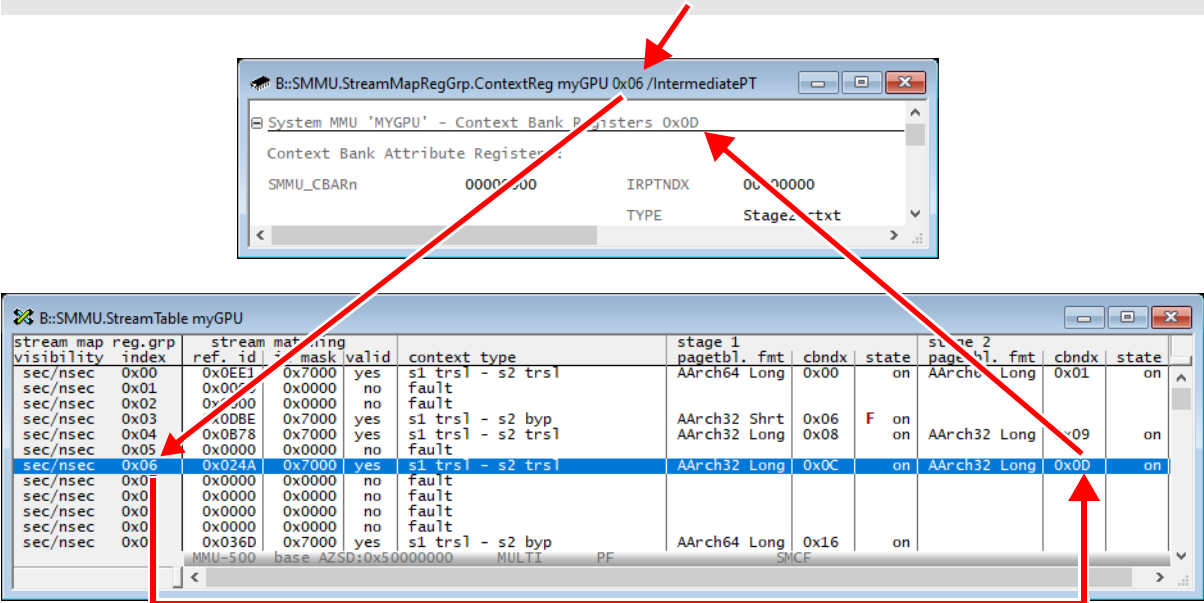 B::SMMU.StreamMapRegGrp.ContextReg myGPU 0x06 /IntermediatePT
System MMU 'MYGPU' - Context Bank Registers 0x0D
Context Bank Attribute Registers:
SMMU_CBARn 00000000 IRPTNDX 00000000
TYPE
B::SMMU.StreamTable myGPU
stream map reg.grp stream matching stage 1 stage 2
visibility index ref. id id mask valid context type pagetbl. fmt cbndx state pagetbl. fmt cbndx state
sec/nsec 0x00 0x0EE1 0x7000 yes s1 trsl - s2 trsl AArch64 Long 0x00 on AArch64 Long 0x01 on
sec/nsec 0x01 0x0000 0x0000 no fault
sec/nsec 0x02 0x0000 0x0000 no fault
sec/nsec 0x03 0x0DBE 0x7000 yes s1 trsl - s2 byp AArch32 Shrt 0x06 F on
sec/nsec 0x04 0x0B78 0x7000 yes s1 trsl - s2 trsl AArch32 Long 0x08 on AArch32 Long 0x09 on
sec/nsec 0x05 0x0000 0x0000 no fault
sec/nsec 0x06 0x024A 0x7000 yes s1 trsl - s2 trsl AArch32 Long 0x0C on AArch32 Long 0x0D on
sec/nsec 0x0000 0x0000 no fault
sec/nsec 0x0000 0x0000 no fault
sec/nsec 0x0000 0x0000 no fault
sec/nsec 0x0000 0x0000 no fault
sec/nsec 0x036D 0x7000 yes s1 trsl - s2 byp AArch64 Long 0x16 on
MMU-500 base AZSD:0x50000000 MULTI PF SMCF